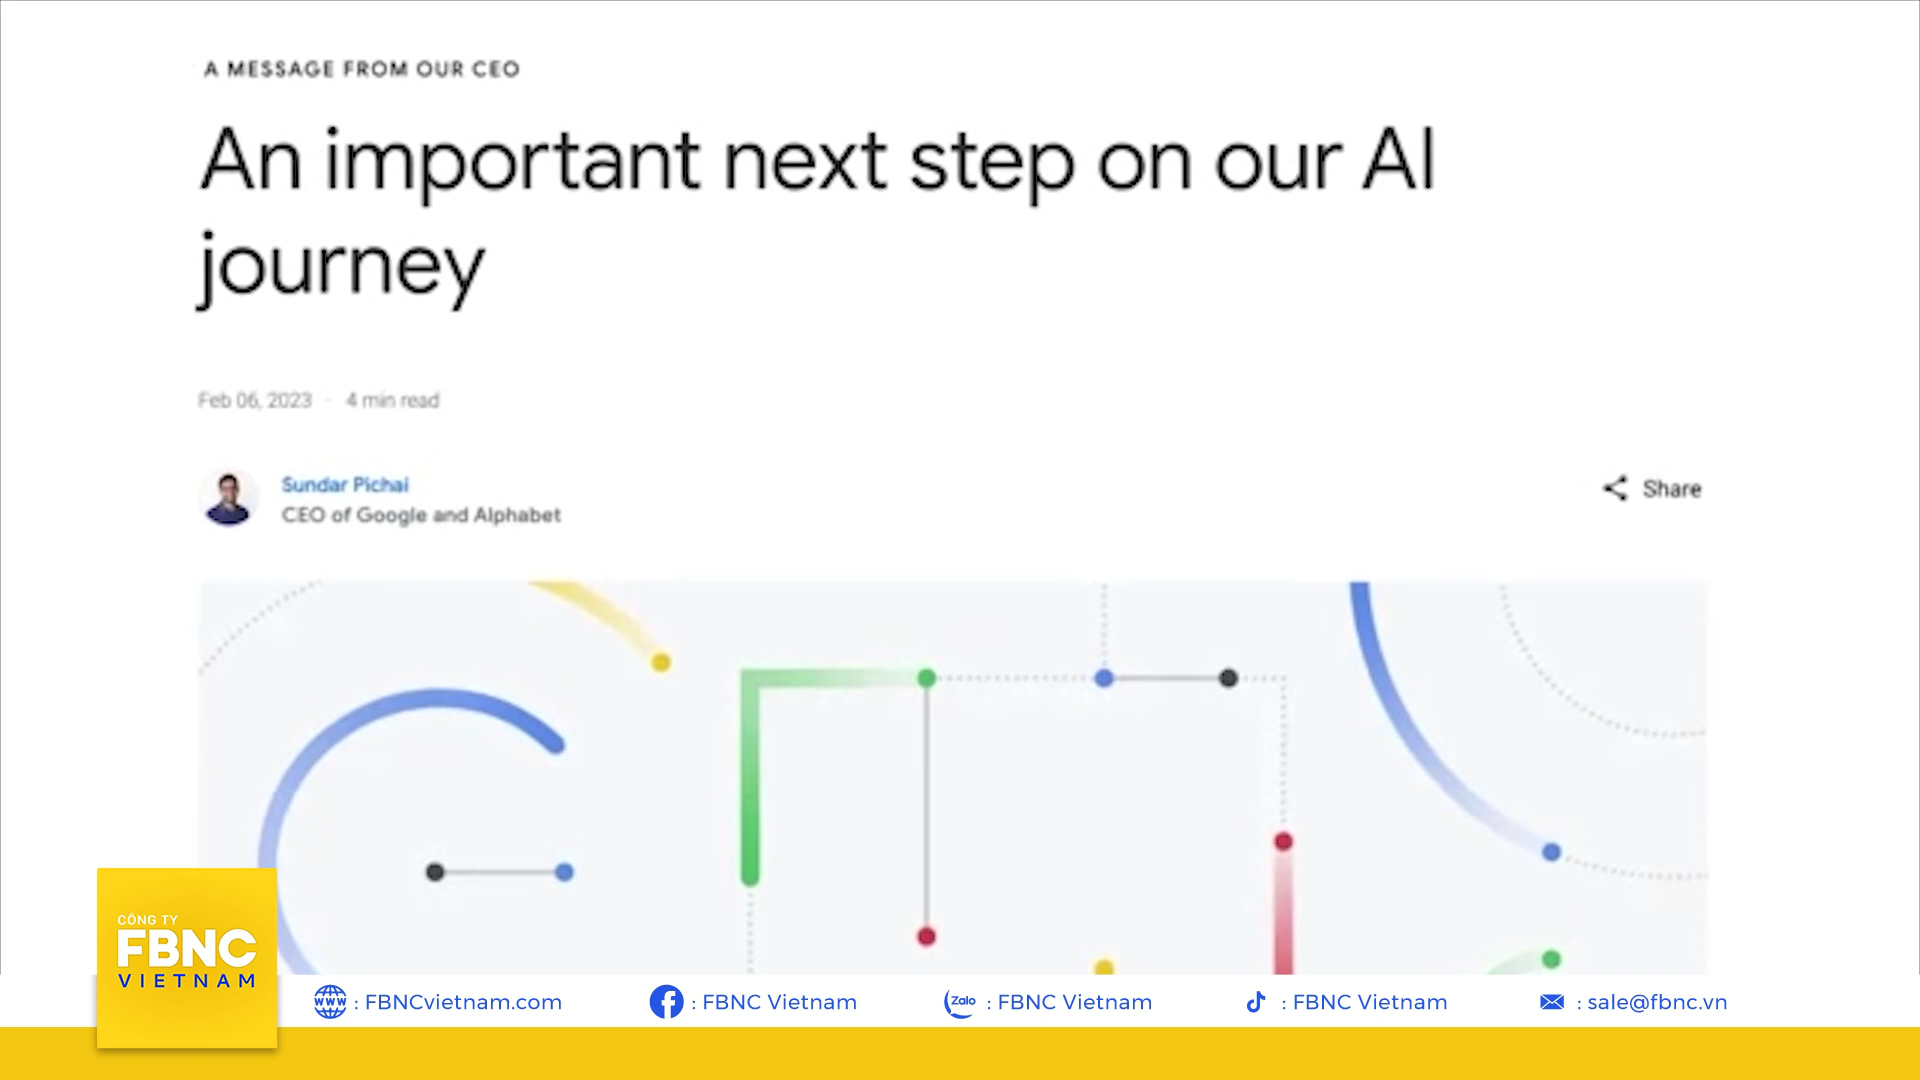 A MESSAGE FROM OUR CEO
An important next step on our AI
journey
Feb 06, 2023 · 4 min read
Sundar Pichai
CEO of Google and Alphabet
Share
CÔNG TY
FBNC
VIETNAM
www : FBNCvietnam.com
: FBNC Vietnam
Zalo : FBNC Vietnam
: FBNC Vietnam
: sale@fbnc.vn